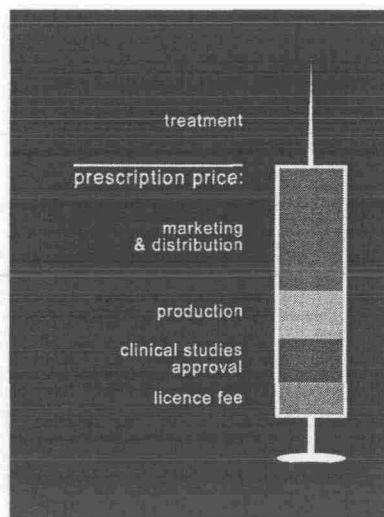 treatment
prescription price:
marketing
& distribution
production
clinical studies
approval
licence fee